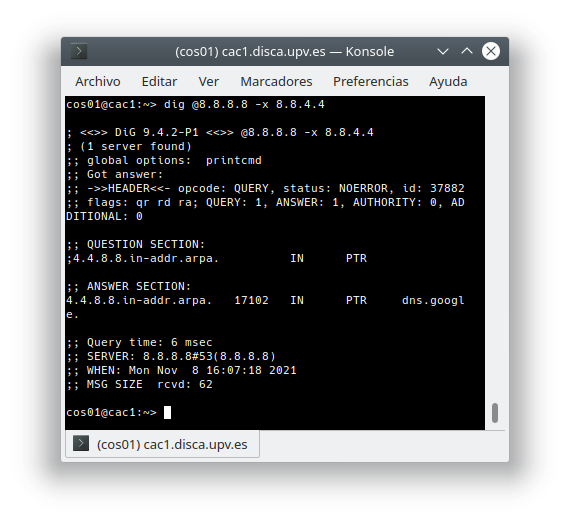 (cos01) cac1.disca.upv.es — Konsole
Archivo Editar Ver Marcadores Preferencias Ayuda
cos01@cac1:~> dig @8.8.8.8 -x 8.8.4.4

; <<>> DiG 9.4.2-P1 <<>> @8.8.8.8 -x 8.8.4.4
; (1 server found)
;; global options:  printcmd
;; Got answer:
;; ->>HEADER<<- opcode: QUERY, status: NOERROR, id: 37882
;; flags: qr rd ra; QUERY: 1, ANSWER: 1, AUTHORITY: 0, AD
DITIONAL: 0

;; QUESTION SECTION:
;4.4.8.8.in-addr.arpa.          IN      PTR

;; ANSWER SECTION:
4.4.8.8.in-addr.arpa.   17102   IN      PTR     dns.googl
e.

;; Query time: 6 msec
;; SERVER: 8.8.8.8#53(8.8.8.8)
;; WHEN: Mon Nov  8 16:07:18 2021
;; MSG SIZE  rcvd: 62

cos01@cac1:~>
(cos01) cac1.disca.upv.es